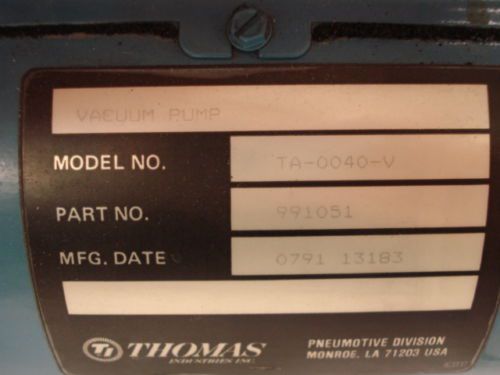 VACUUM PUMP
MODEL NO. TA-0040-V
PART NO. 991051
MFG. DATE 0791 13183
TI THOMAS
INDUSTRIES INC.
PNEUMOTIVE DIVISION
MONROE, LA 71203 USA